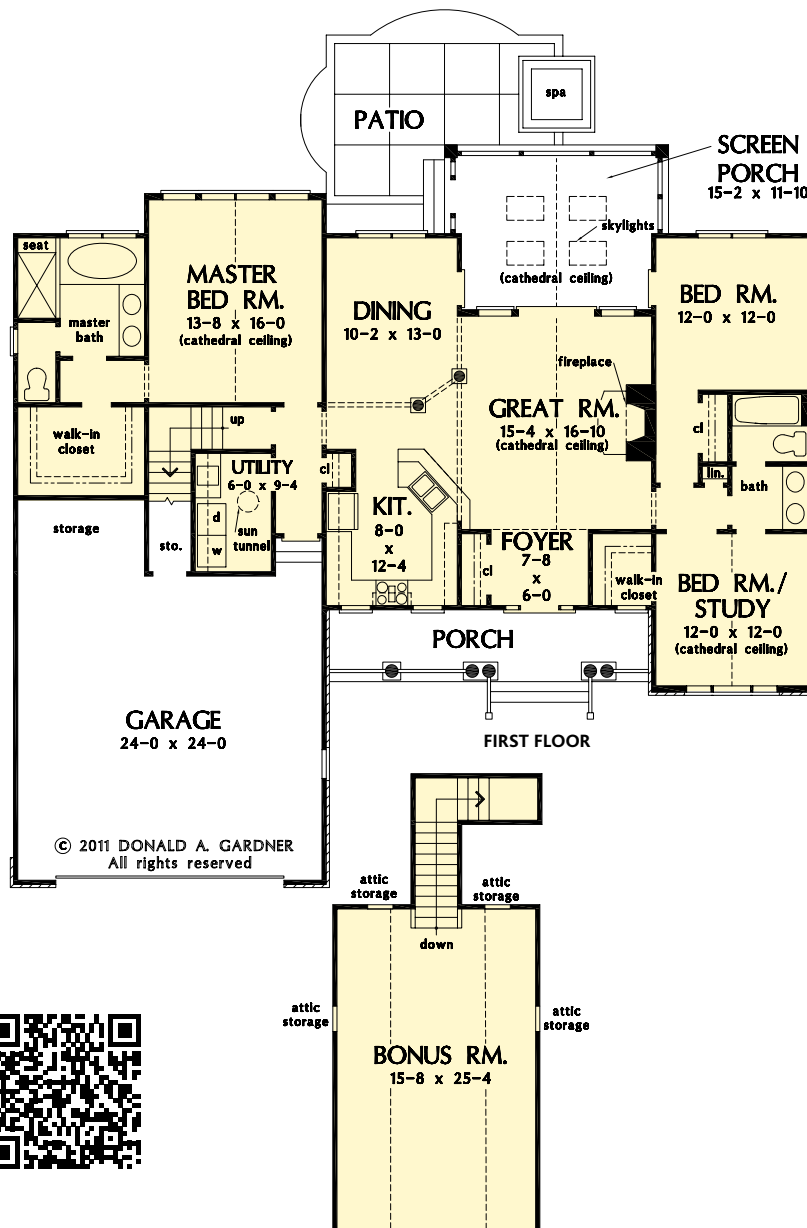 spa
PATIO
SCREEN
PORCH
15-2 x 11-10
skylights
(cathedral ceiling)
seat
master
bath
MASTER
BED RM.
13-8 x 16-0
(cathedral ceiling)
DINING
10-2 x 13-0
BED RM.
12-0 x 12-0
fireplace
GREAT RM.
15-4 x 16-10
(cathedral ceiling)
walk-in
closet
up
UTILITY
6-0 x 9-4
cl
cl
lin.
bath
storage
sto.
d
w
sun
tunnel
KIT.
8-0
x
12-4
FOYER
7-8
x
6-0
cl
walk-in
closet
BED RM./
STUDY
12-0 x 12-0
(cathedral ceiling)
PORCH
GARAGE
24-0 x 24-0
FIRST FLOOR
© 2011 DONALD A. GARDNER
All rights reserved
attic
storage
attic
storage
down
attic
storage
attic
storage
BONUS RM.
15-8 x 25-4